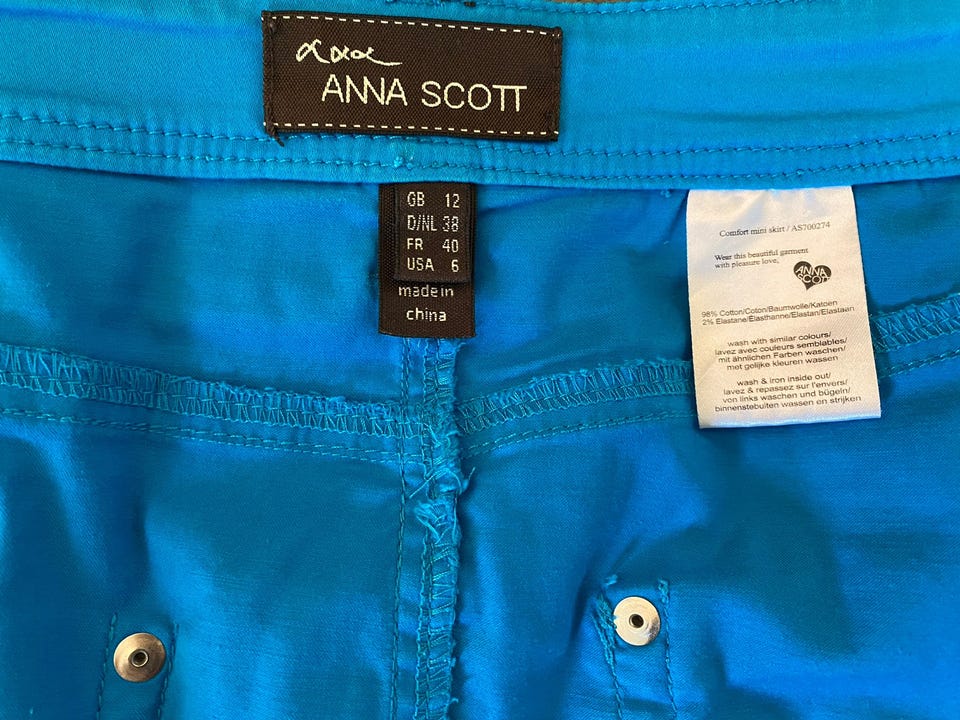 xxx
ANNA SCOTT
GB 12
D/NL 38
FR 40
USA 6
made in
china
Comfort mini skirt / AS700274
Wear this beautiful garment
with pleasure love,
ANNA
SCOTT
98% Cotton/Coton/Baumwolle/Katoen
2% Elastane/Élasthanne/Elastan/Elastaan
wash with similar colours/
lavez avec couleurs semblables/
mit ähnlichen Farben waschen/
met gelijke kleuren wassen
wash & iron inside out/
lavez & repassez sur l'envers/
von links waschen und bügeln/
binnenstebuiten wassen en strijken